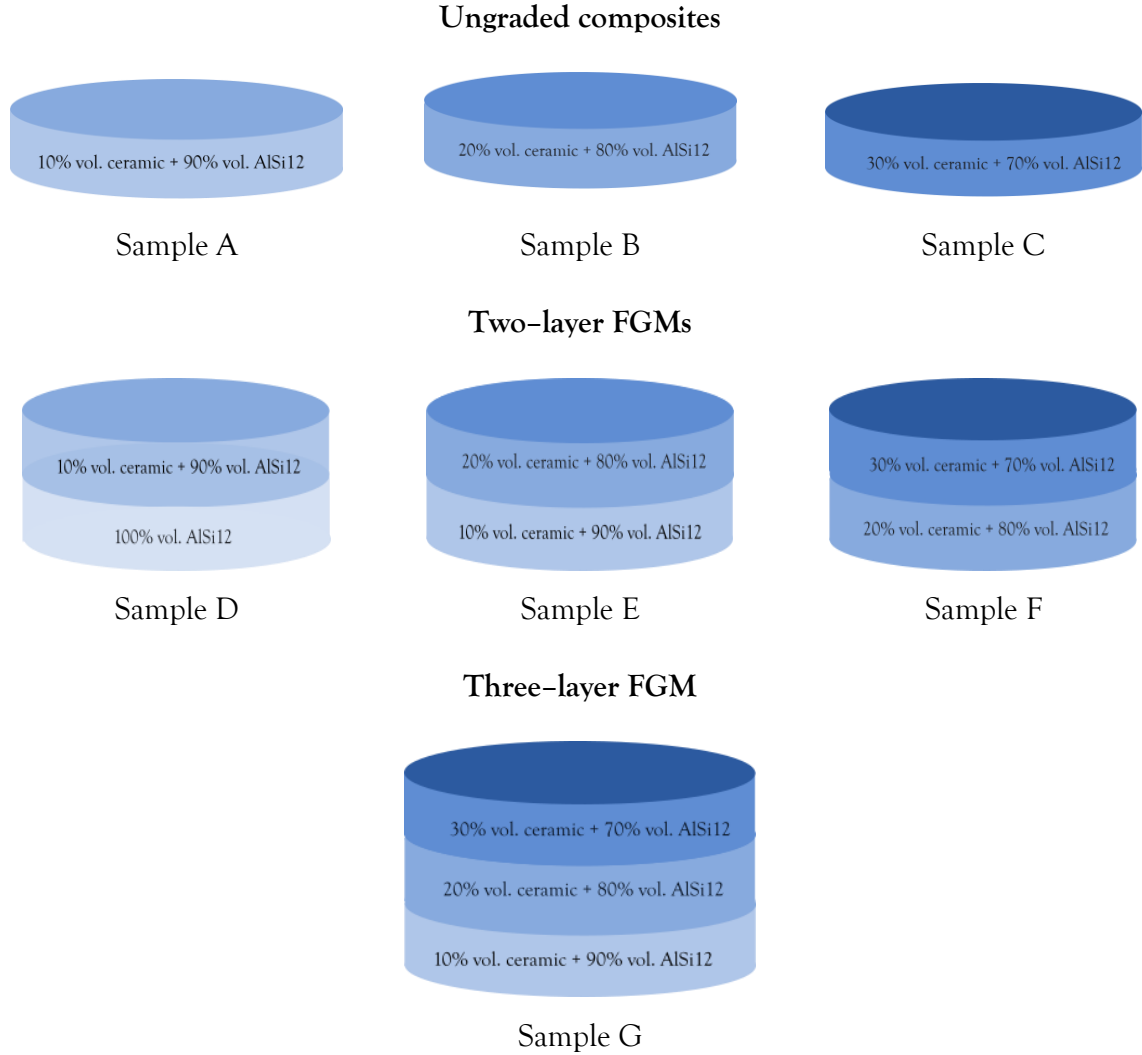 Ungraded composites
10% vol. ceramic + 90% vol. AlSi12
20% vol. ceramic + 80% vol. AlSi12
30% vol. ceramic + 70% vol. AlSi12
Sample A
Sample B
Sample C
Two–layer FGMs
10% vol. ceramic + 90% vol. AlSi12
100% vol. AlSi12
20% vol. ceramic + 80% vol. AlSi12
10% vol. ceramic + 90% vol. AlSi12
30% vol. ceramic + 70% vol. AlSi12
20% vol. ceramic + 80% vol. AlSi12
Sample D
Sample E
Sample F
Three–layer FGM
30% vol. ceramic + 70% vol. AlSi12
20% vol. ceramic + 80% vol. AlSi12
10% vol. ceramic + 90% vol. AlSi12
Sample G